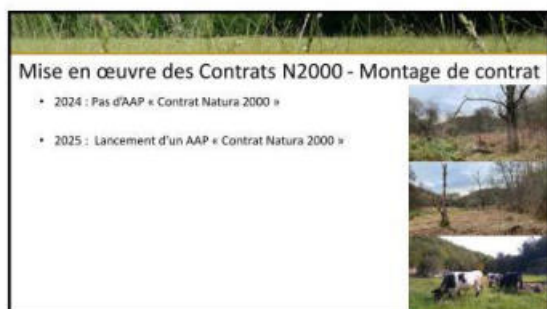 Mise en œuvre des Contrats N2000 - Montage de contrat
• 2024 : Pas d'AAP « Contrat Natura 2000 »
• 2025 : Lancement d'un AAP « Contrat Natura 2000 »